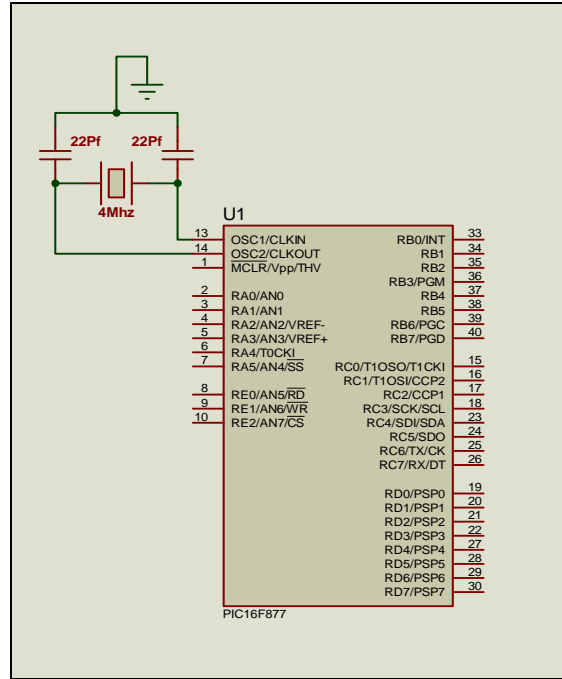 22Pf 22Pf
4Mhz
U1
13 OSC1/CLKIN
14 OSC2/CLKOUT
1 MCLR/Vpp/THV
2 RA0/AN0
3 RA1/AN1
4 RA2/AN2/VREF-
5 RA3/AN3/VREF+
6 RA4/T0CKI
7 RA5/AN4/SS
8 RE0/AN5/RD
9 RE1/AN6/WR
10 RE2/AN7/CS
RB0/INT 33
RB1 34
RB2 35
RB3/PGM 36
RB4 37
RB5 38
RB6/PGC 39
RB7/PGD 40
RC0/T1OSO/T1CKI 15
RC1/T1OSI/CCP2 16
RC2/CCP1 17
RC3/SCK/SCL 18
RC4/SDI/SDA 23
RC5/SDO 24
RC6/TX/CK 25
RC7/RX/DT 26
RD0/PSP0 19
RD1/PSP1 20
RD2/PSP2 21
RD3/PSP3 22
RD4/PSP4 27
RD5/PSP5 28
RD6/PSP6 29
RD7/PSP7 30
PIC16F877